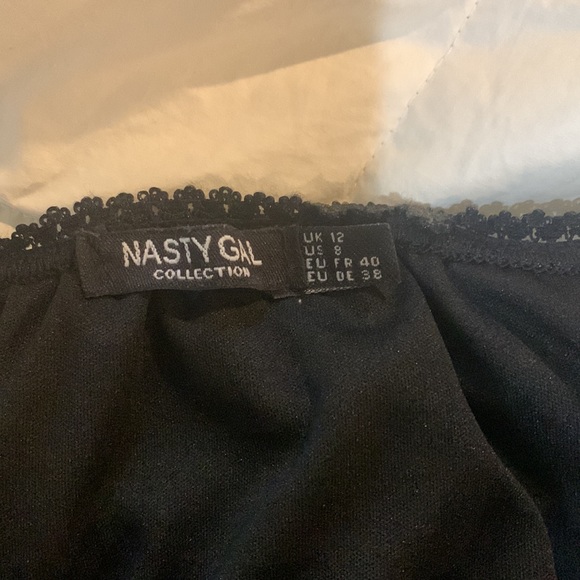 NASTY GAL
COLLECTION
UK 12
US 8
EU FR 40
EU DE 38